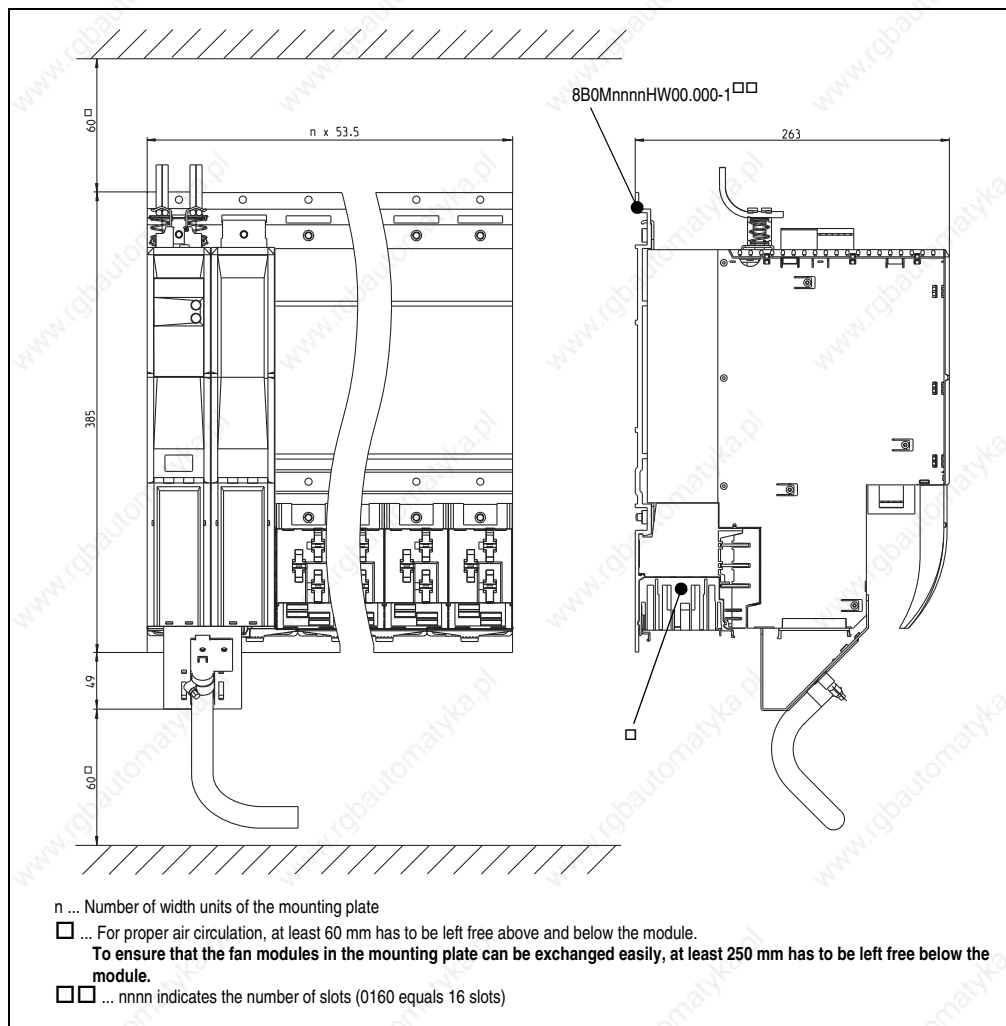 8B0MnnnnHW00.000-1□□
60□
n x 53.5
263
385
49
□
60□
n ... Number of width units of the mounting plate
□ ... For proper air circulation, at least 60 mm has to be left free above and below the module.
To ensure that the fan modules in the mounting plate can be exchanged easily, at least 250 mm has to be left free below the
module.
□□ ... nnnn indicates the number of slots (0160 equals 16 slots)
www.rgbautomatyka.pl